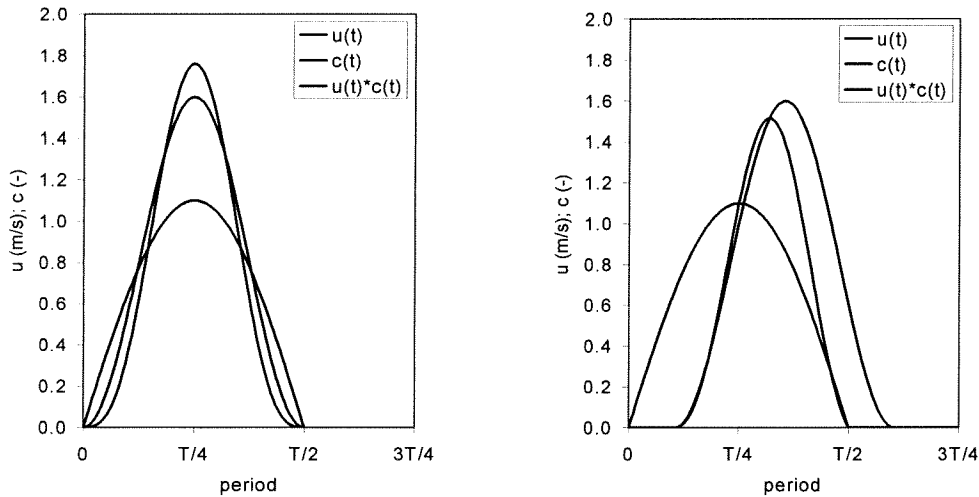 2.0
1.8
1.6
1.4
1.2
1.0
0.8
0.6
0.4
0.2
0.0
u (m/s); c (-)
u(t)
c(t)
u(t)*c(t)
0
T/4
T/2
3T/4
period
2.0
1.8
1.6
1.4
1.2
1.0
0.8
0.6
0.4
0.2
0.0
u (m/s); c (-)
u(t)
c(t)
u(t)*c(t)
0
T/4
T/2
3T/4
period